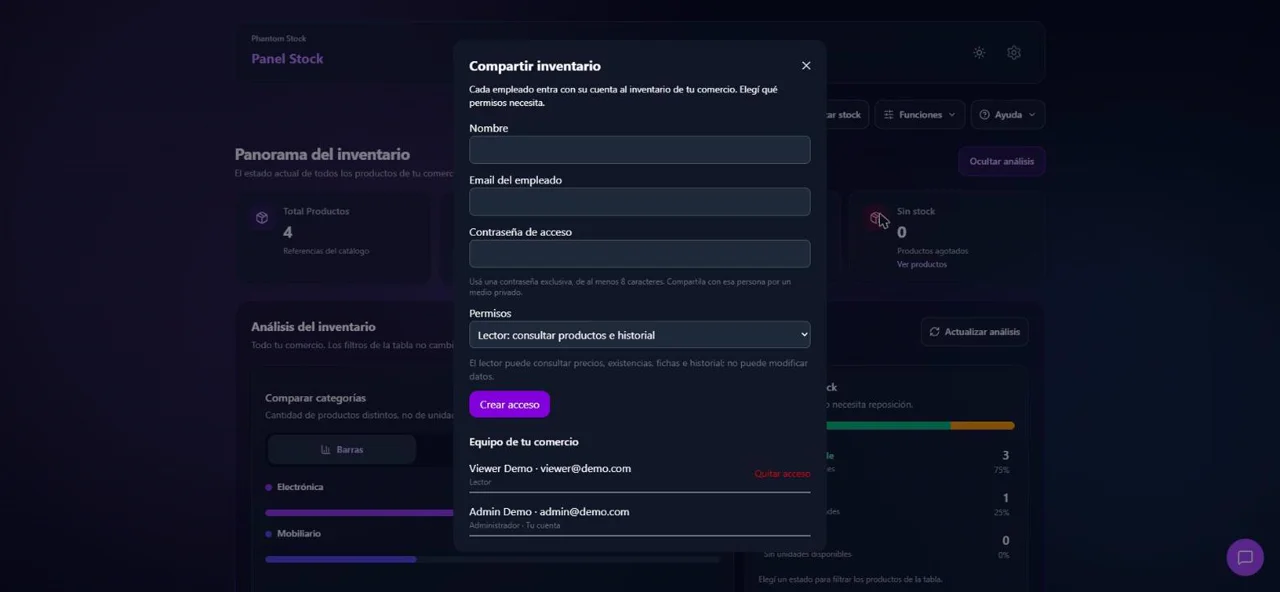 Phantom Stock
Panel Stock
Compartir inventario
Cada empleado entra con su cuenta al inventario de tu comercio. Elegí qué
permisos necesita.
Nombre
Email del empleado
Contraseña de acceso
Usá una contraseña exclusiva, de al menos 8 caracteres. Compartila con esa persona por un
medio privado.
Permisos
Lector: consultar productos e historial
El lector puede consultar precios, existencias, fichas e historial; no puede modificar
datos.
Crear acceso
Equipo de tu comercio
Viewer Demo · viewer@demo.com
Lector
Quitar acceso
Admin Demo · admin@demo.com
Administrador · Tu cuenta
stock
Funciones
Ayuda
Panorama del inventario
El estado actual de todos los productos de tu comerc
Ocultar análisis
Total Productos
4
Referencias del catálogo
Sin stock
0
Productos agotados
Ver productos
Análisis del inventario
Todo tu comercio. Los filtros de la tabla no cambi
Actualizar análisis
Comparar categorías
Cantidad de productos distintos, no de unida
Barras
Electrónica
Mobiliario
necesita reposición.
3
75%
1
25%
0
Sin unidades disponibles
0%
Elegí un estado para filtrar los productos de la tabla.